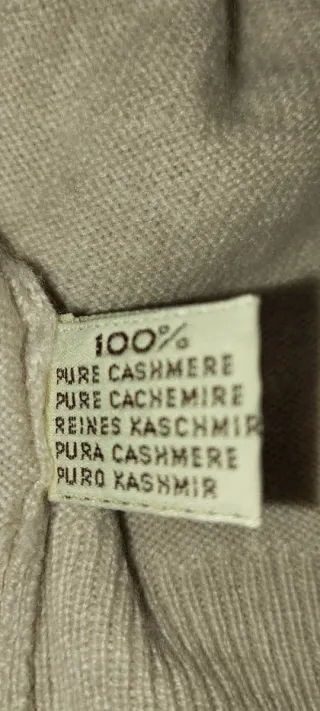 100%
PURE CASHMERE
PURE CACHEMIRE
REINES KASCHMIR
PURA CASHMERE
PURO KASHMIR